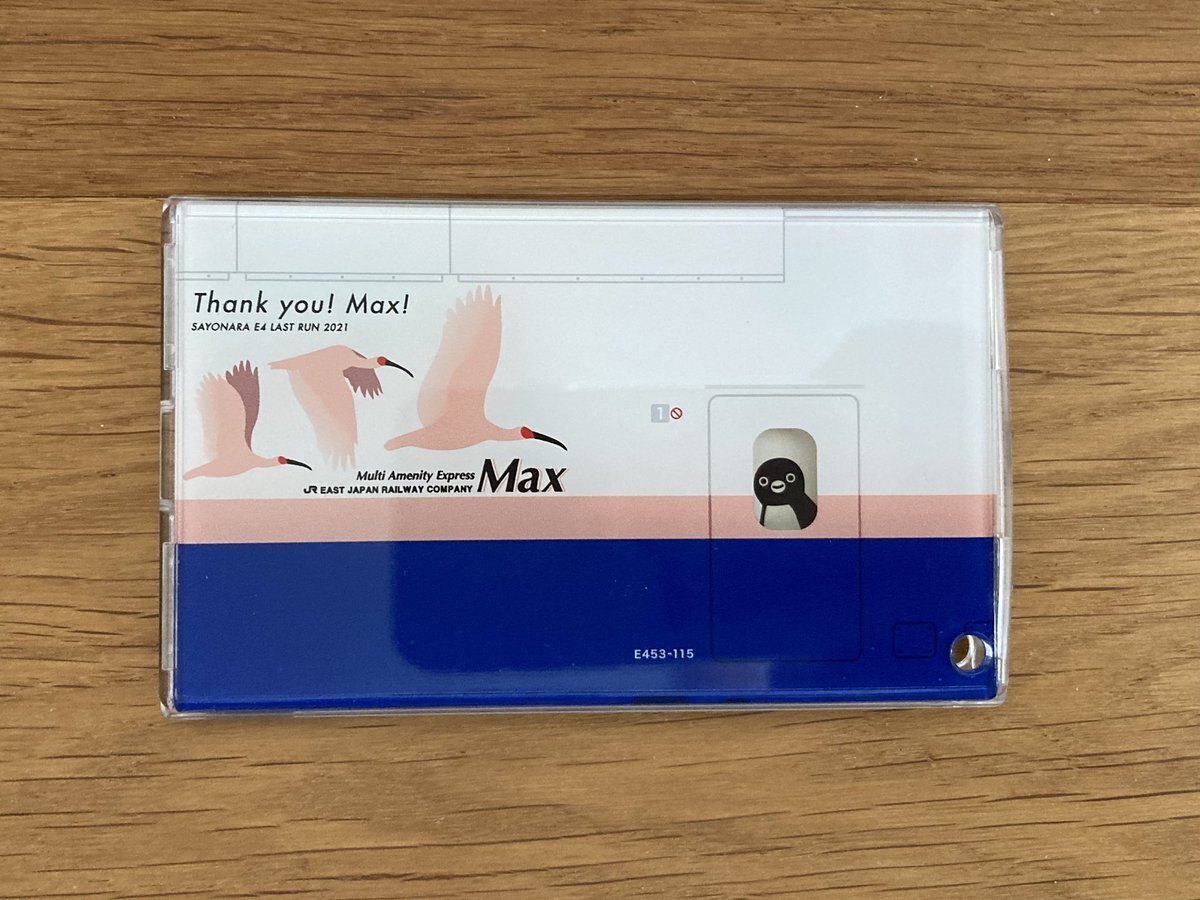 Thank you! Max!
SAYONARA E4 LAST RUN 2021
1
Multi Amenity Express Max
JR EAST JAPAN RAILWAY COMPANY
E453-115